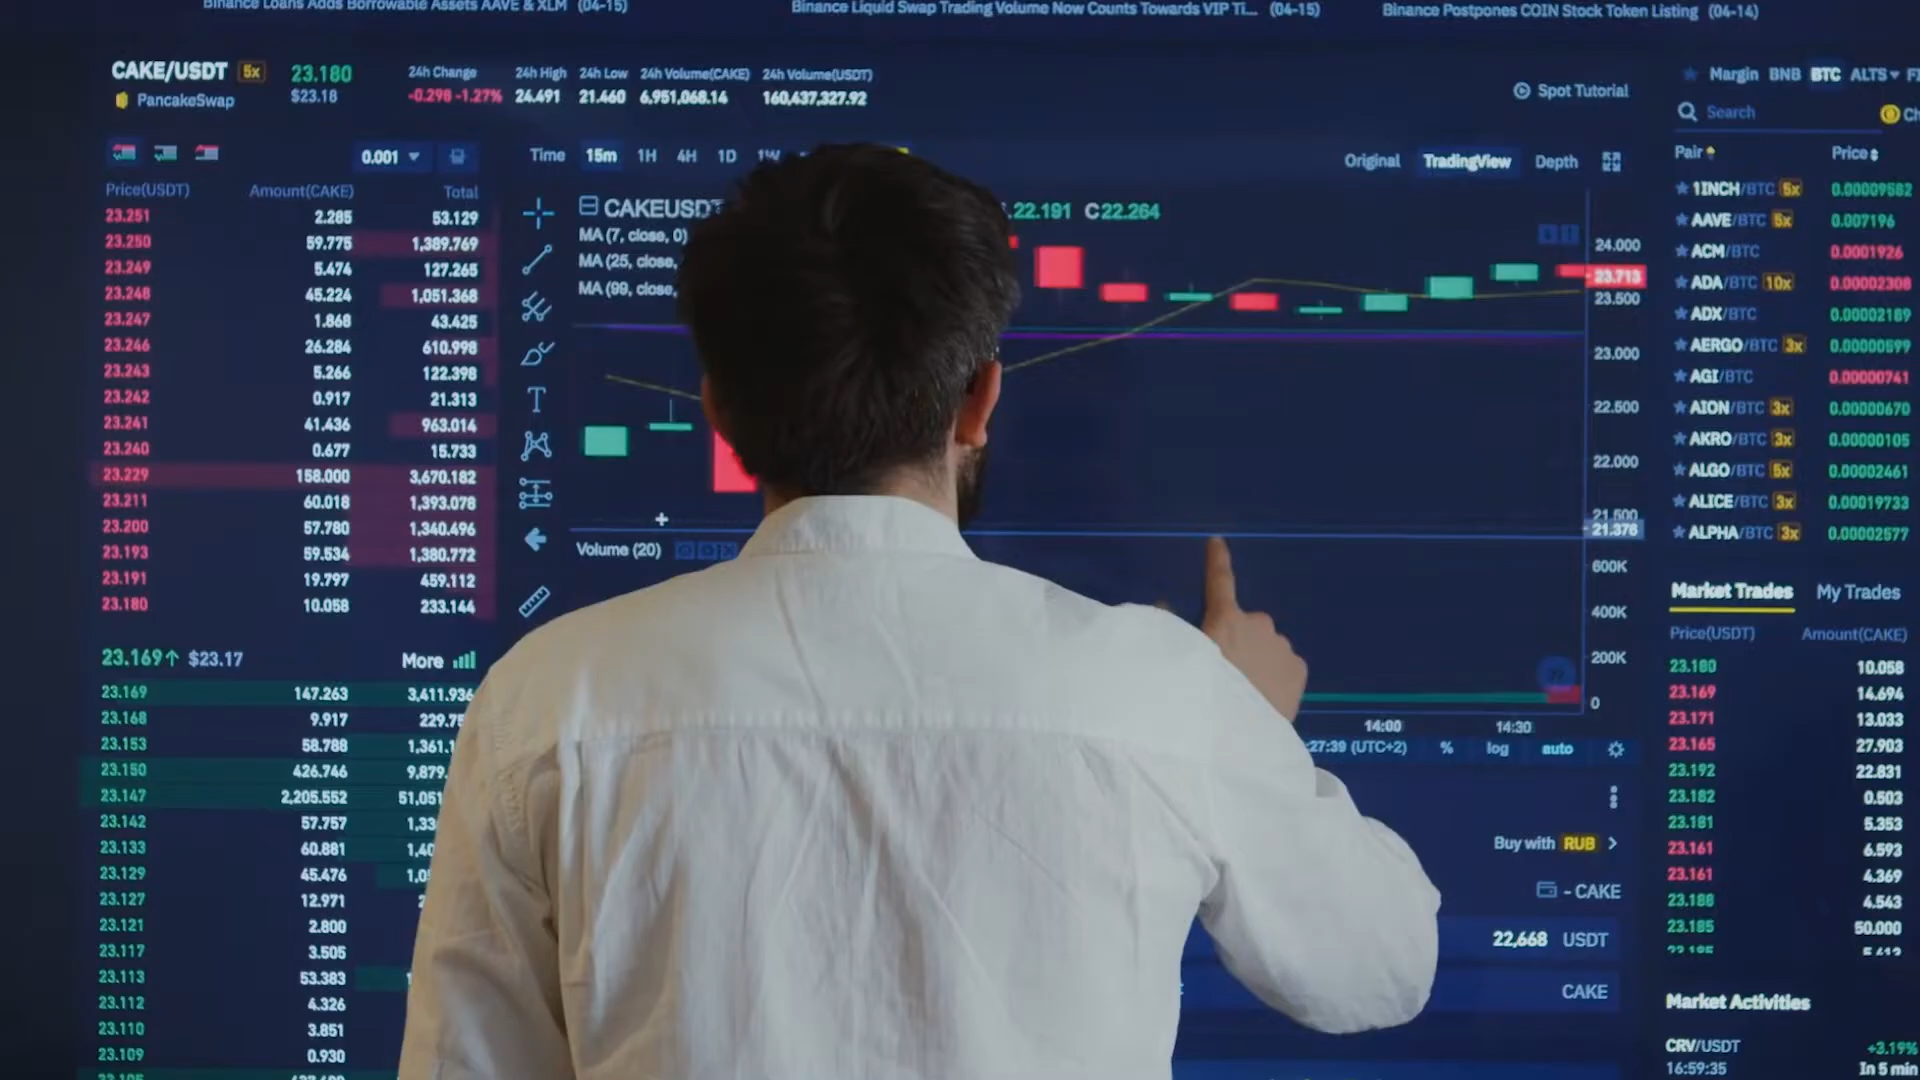 Binance Loans Adds Borrowable Assets AAVE & XLM (04-15)
Binance Liquid Swap Trading Volume Now Counts Towards VIP Ti... (04-15)
Binance Postpones COIN Stock Token Listing (04-14)
CAKE/USDT 5x 23.180
PancakeSwap $23.18
24h Change 24h High 24h Low 24h Volume(CAKE) 24h Volume(USDT)
-0.298 -1.27% 24.491 21.460 6,951,068.14 160,437,327.92
Spot Tutorial
0.001
Price(USDT) Amount(CAKE) Total
23.251 2.285 53.129
23.250 59.775 1,389.769
23.249 5.474 127.265
23.248 45.224 1,051.368
23.247 1.868 43.425
23.246 26.284 610.998
23.243 5.266 122.398
23.242 0.917 21.313
23.241 41.436 963.014
23.240 0.677 15.733
23.229 158.000 3,670.182
23.211 60.018 1,393.078
23.200 57.780 1,340.496
23.193 59.534 1,380.772
23.191 19.797 459.112
23.180 10.058 233.144
23.169↑ $23.17 More
23.169 147.263 3,411.936
23.168 9.917 229.75
23.153 58.788 1,361.1
23.150 426.746 9,879.
23.147 2,205.552 51,051
23.142 57.757 1,33
23.133 60.881 1,40
23.129 45.476 1,05
23.127 12.971
23.121 2.800
23.117 3.505
23.113 53.383
23.112 4.326
23.110 3.851
23.109 0.930
Time 15m 1H 4H 1D 1W
Original TradingView Depth
CAKEUSDT 22.191 C22.264
MA (7, close, 0)
MA (25, close,
MA (99, close,
24.000
23.713
23.500
23.000
22.500
22.000
21.500
21.376
Volume (20)
600K
400K
200K
0
14:00 14:30
:27:39 (UTC+2) % log auto
Buy with RUB
- CAKE
22,668 USDT
CAKE
Margin BNB BTC ALTS
Search
Pair Price
1INCH/BTC 5x 0.00009582
AAVE/BTC 5x 0.007196
ACM/BTC 0.0001926
ADA/BTC 10x 0.00002308
ADX/BTC 0.00002189
AERGO/BTC 3x 0.00000599
AGI/BTC 0.00000741
AION/BTC 3x 0.00000670
AKRO/BTC 3x 0.00000105
ALGO/BTC 5x 0.00002461
ALICE/BTC 3x 0.00019733
ALPHA/BTC 3x 0.00002577
Market Trades My Trades
Price(USDT) Amount(CAKE)
23.180 10.058
23.169 14.694
23.171 13.033
23.165 27.903
23.192 22.831
23.182 0.503
23.181 5.353
23.161 6.593
23.161 4.369
23.188 4.543
23.185 50.000
Market Activities
CRV/USDT +3.19%
16:59:35 In 5 min